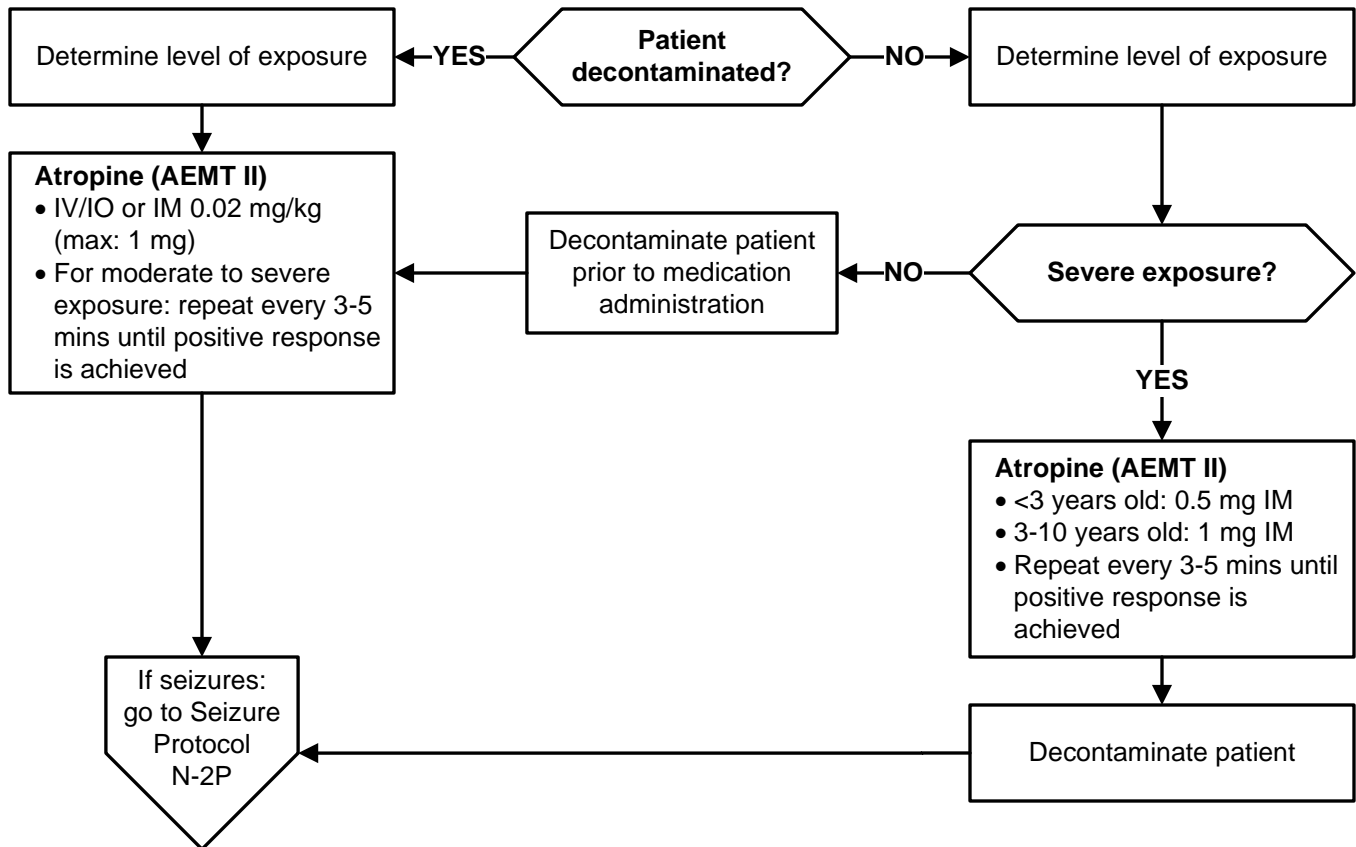 Patient
decontaminated?
YES
NO
Determine level of exposure
Determine level of exposure
Atropine (AEMT II)
• IV/IO or IM 0.02 mg/kg
(max: 1 mg)
• For moderate to severe
exposure: repeat every 3-5
mins until positive response
is achieved
Decontaminate patient
prior to medication
administration
NO
Severe exposure?
YES
Atropine (AEMT II)
• <3 years old: 0.5 mg IM
• 3-10 years old: 1 mg IM
• Repeat every 3-5 mins until
positive response is
achieved
If seizures:
go to Seizure
Protocol
N-2P
Decontaminate patient